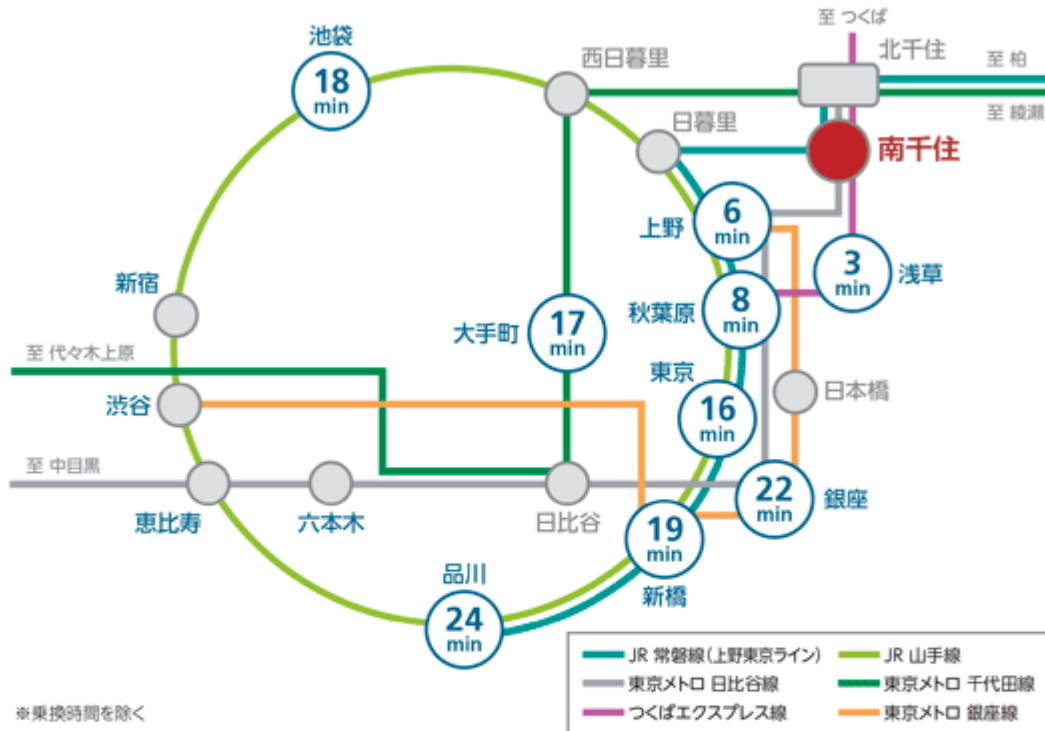 至 つくば
池袋
18
min
西日暮里
北千住
至 柏
至 綾瀬
日暮里
南千住
上野
6
min
3
min
浅草
新宿
秋葉原
8
min
大手町
17
min
至 代々木上原
東京
16
min
日本橋
渋谷
至 中目黒
恵比寿
六本木
日比谷
22
min
銀座
19
min
新橋
品川
24
min
JR 常磐線(上野東京ライン)
JR 山手線
東京メトロ 日比谷線
東京メトロ 千代田線
つくばエクスプレス線
東京メトロ 銀座線
※乗換時間を除く